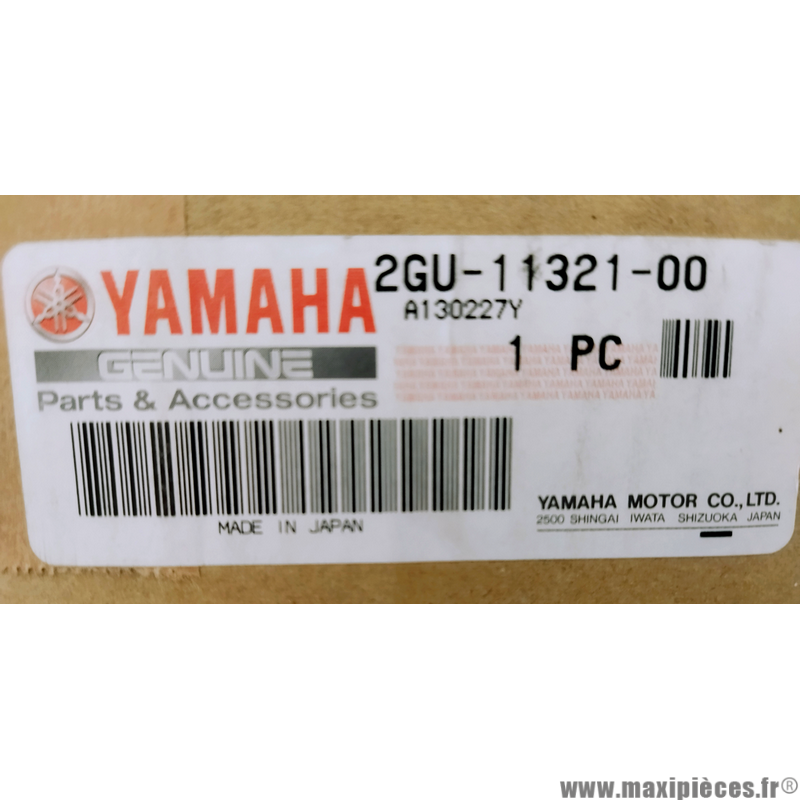 YAMAHA
2GU-11321-00
A130227Y
GENUINE
1 PC
Parts & Accessories
MADE IN JAPAN
YAMAHA MOTOR CO.,LTD.
2500 SHINGAI IWATA SHIZUOKA JAPAN
www.maxipièces.fr®